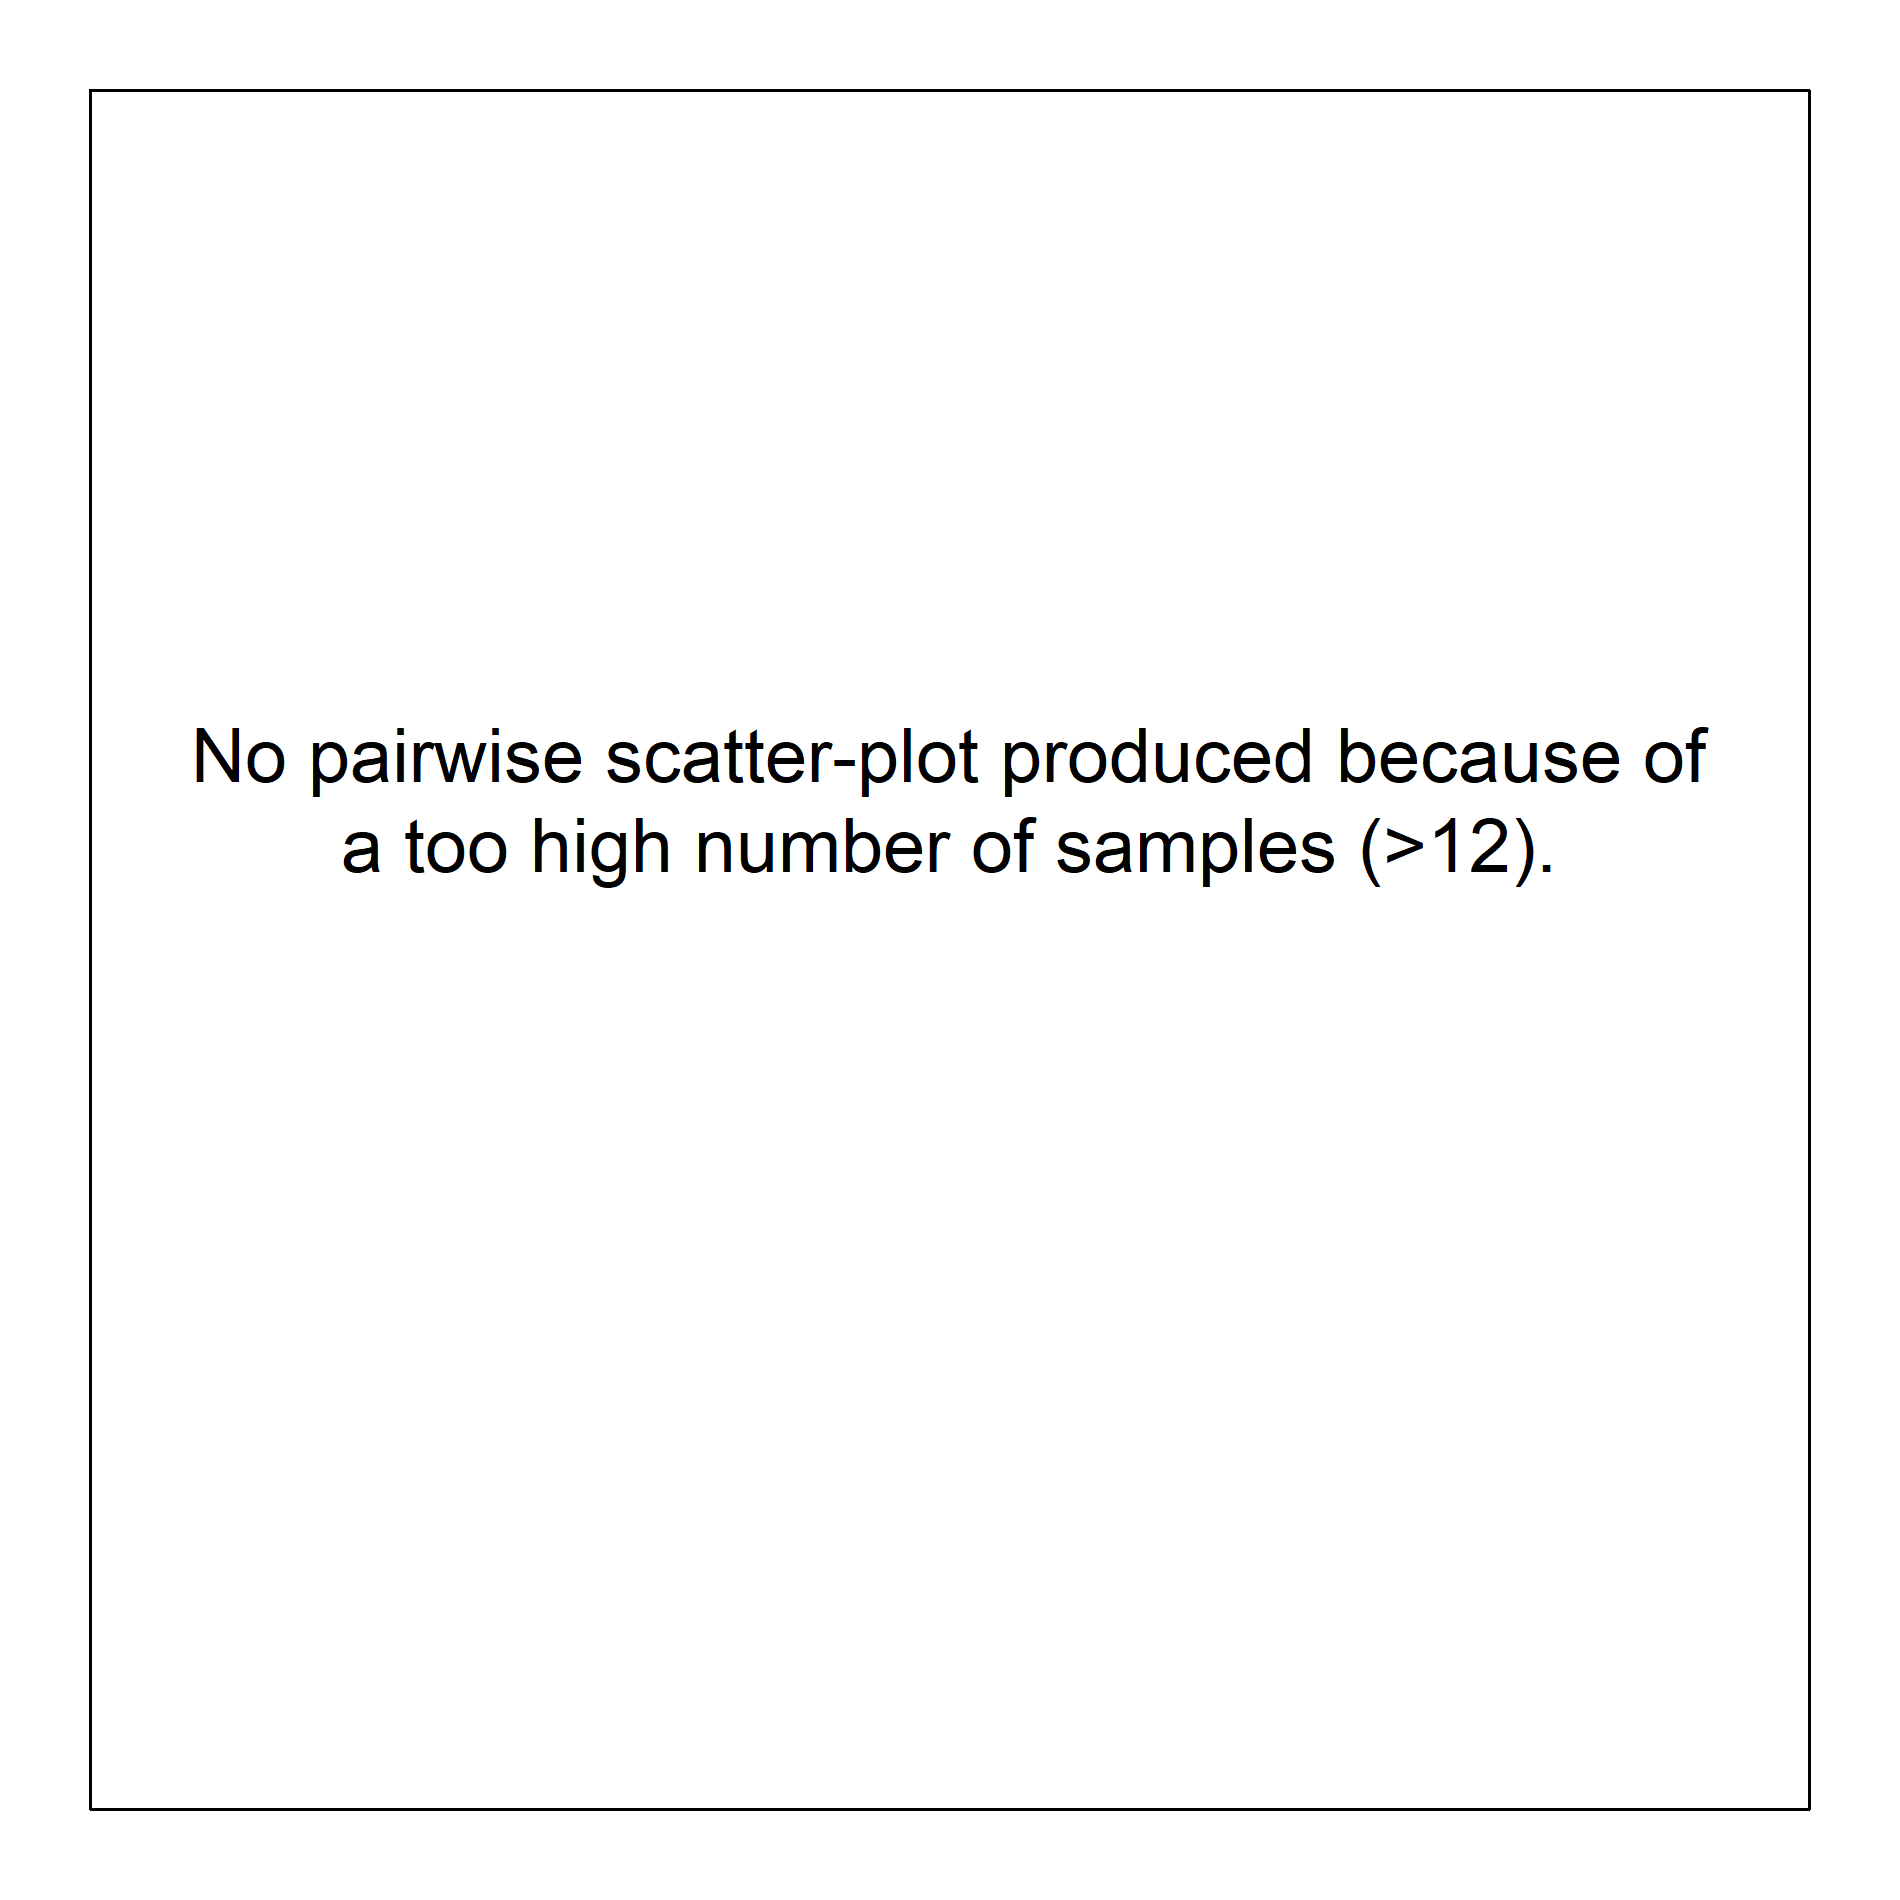 No pairwise scatter-plot produced because of
a too high number of samples (>12).